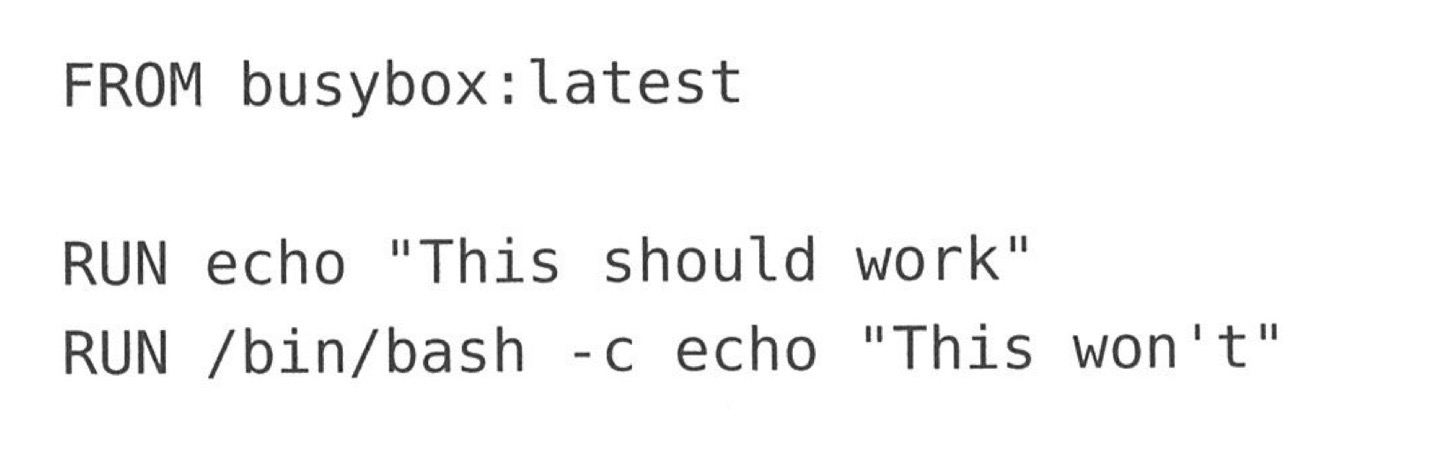 FROM busybox:latest
RUN echo "This should work"
RUN /bin/bash -c echo "This won't"